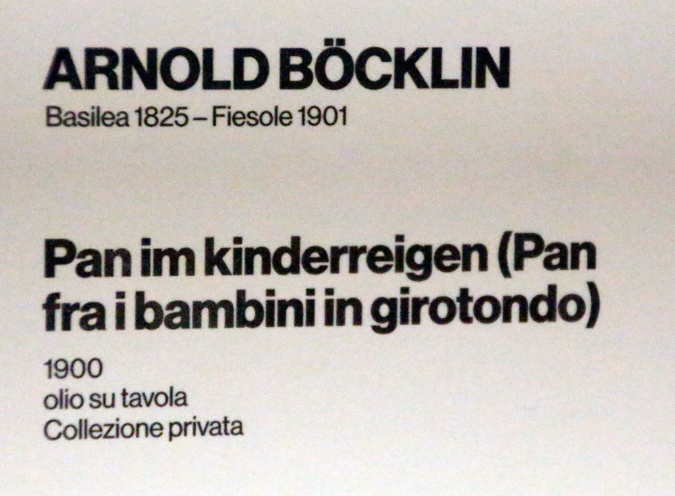 ARNOLD BÖCKLIN
Basilea 1825 – Fiesole 1901
Pan im kinderreigen (Pan
fra i bambini in girotondo)
1900
olio su tavola
Collezione privata